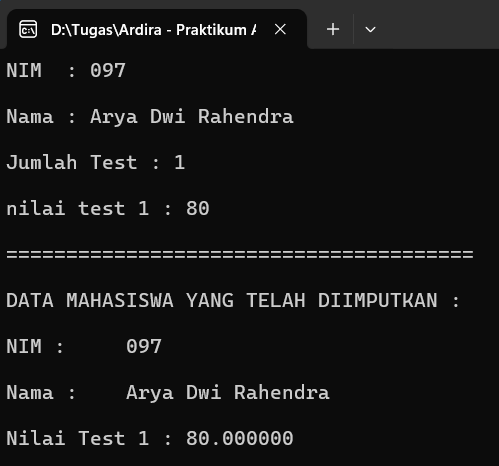 D:\Tugas\Ardira - Praktikum A
NIM  : 097
Nama : Arya Dwi Rahendra
Jumlah Test : 1
nilai test 1 : 80
=======================================
DATA MAHASISWA YANG TELAH DIIMPUTKAN :
NIM :     097
Nama :    Arya Dwi Rahendra
Nilai Test 1 : 80.000000